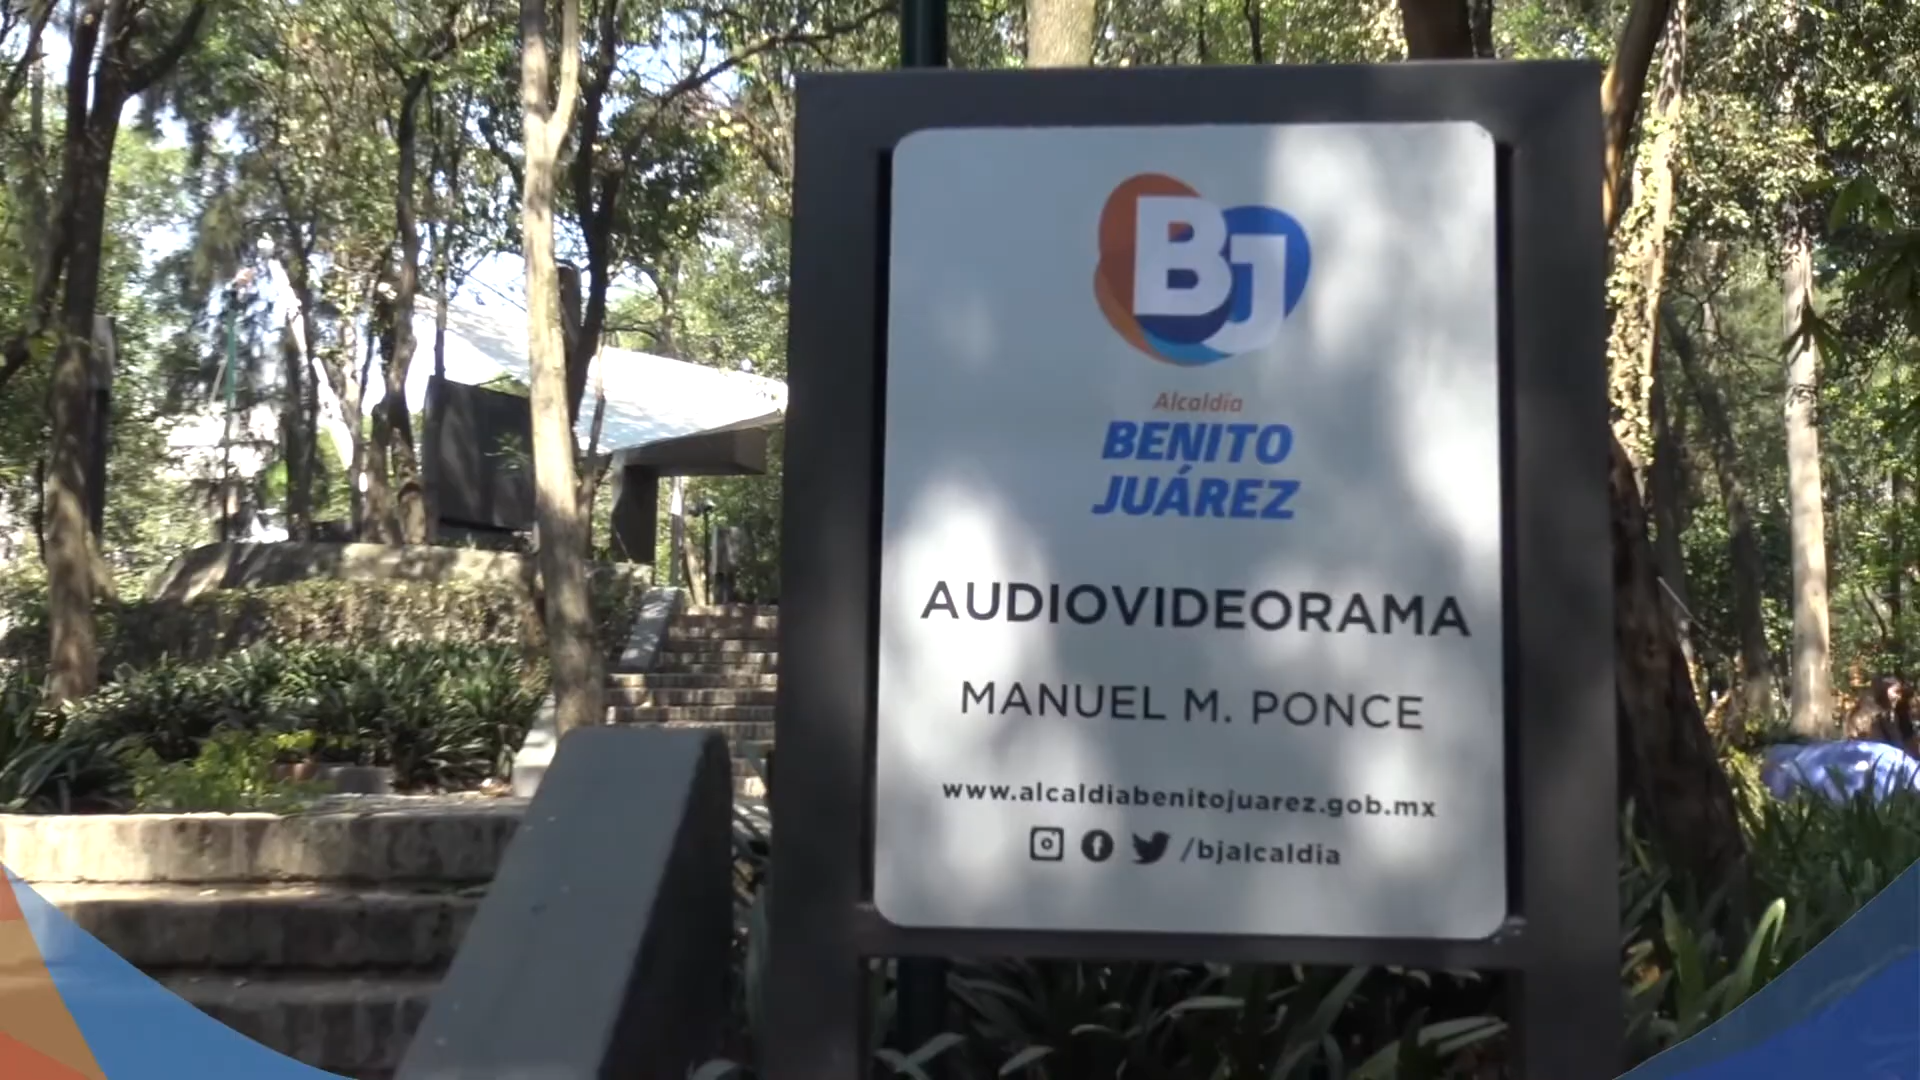 BJ
Alcaldía
BENITO
JUÁREZ
AUDIOVIDEORAMA
MANUEL M. PONCE
www.alcaldiabenitojuarez.gob.mx
/bjalcaldia